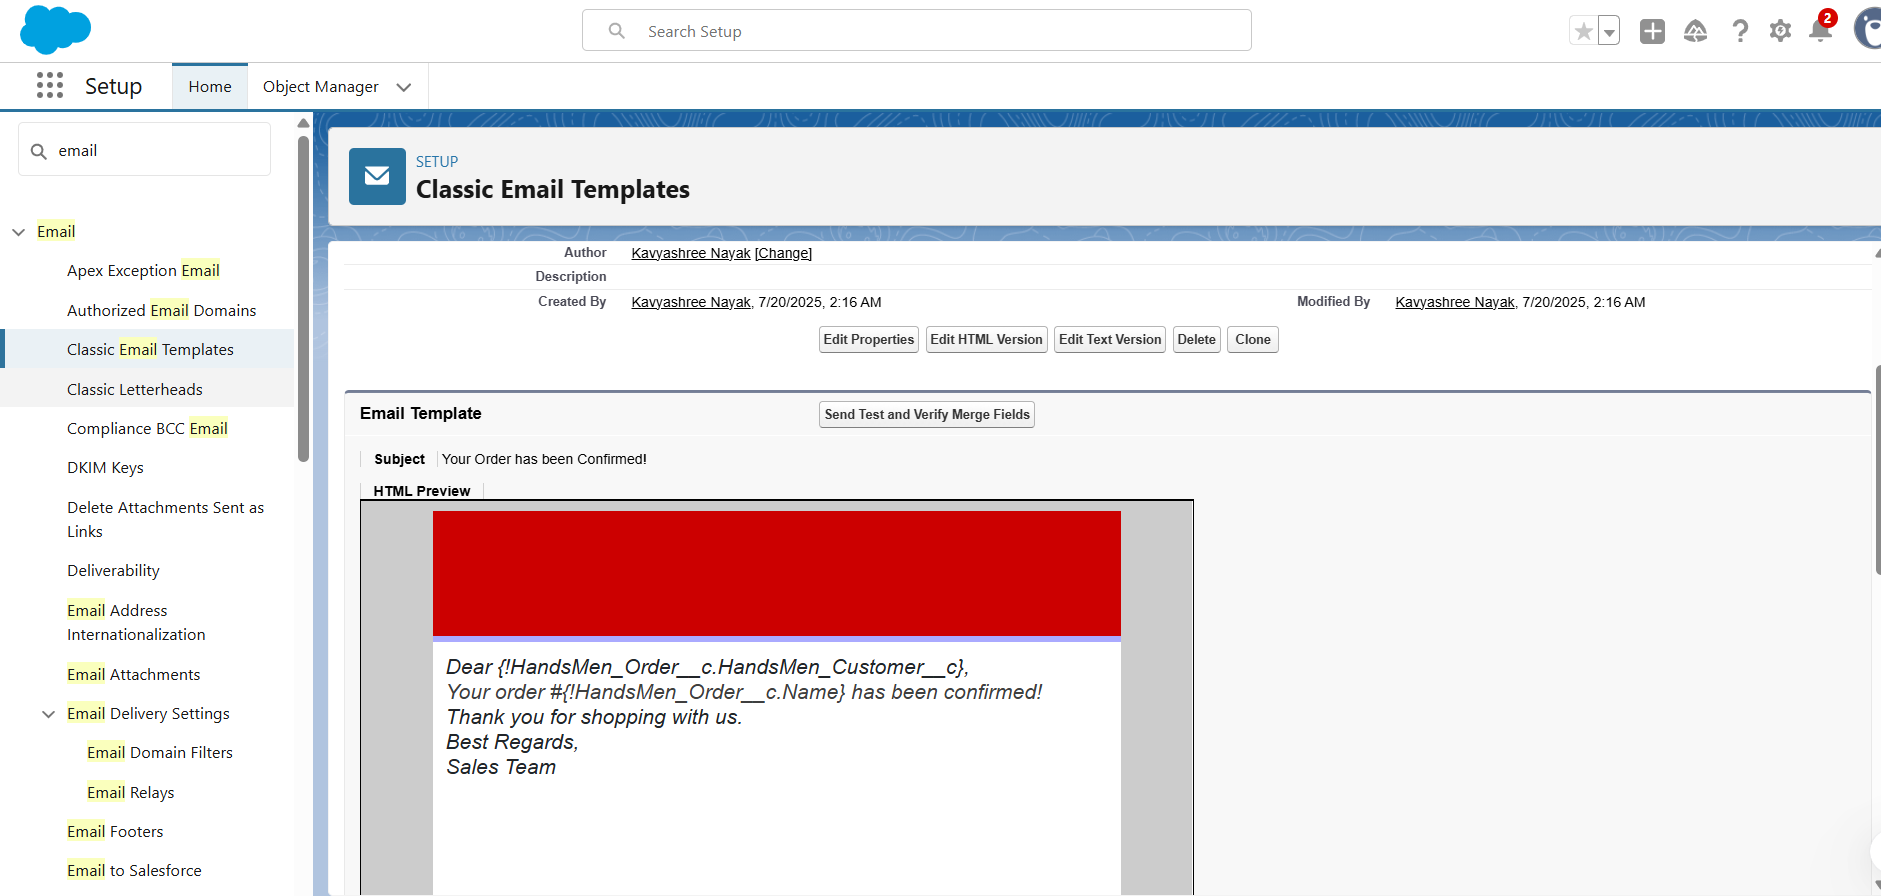 Search Setup
2
Setup
Home
Object Manager
email
SETUP
Classic Email Templates
Email
Apex Exception Email
Authorized Email Domains
Classic Email Templates
Classic Letterheads
Compliance BCC Email
DKIM Keys
Delete Attachments Sent as
Links
Deliverability
Email Address
Internationalization
Email Attachments
Email Delivery Settings
Email Domain Filters
Email Relays
Email Footers
Email to Salesforce
Author Kavyashree Nayak [Change]
Description
Created By Kavyashree Nayak, 7/20/2025, 2:16 AM Modified By Kavyashree Nayak, 7/20/2025, 2:16 AM
Edit Properties Edit HTML Version Edit Text Version Delete Clone
Email Template Send Test and Verify Merge Fields
Subject Your Order has been Confirmed!
HTML Preview
Dear {!HandsMen_Order__c.HandsMen_Customer__c},
Your order #{!HandsMen_Order__c.Name} has been confirmed!
Thank you for shopping with us.
Best Regards,
Sales Team